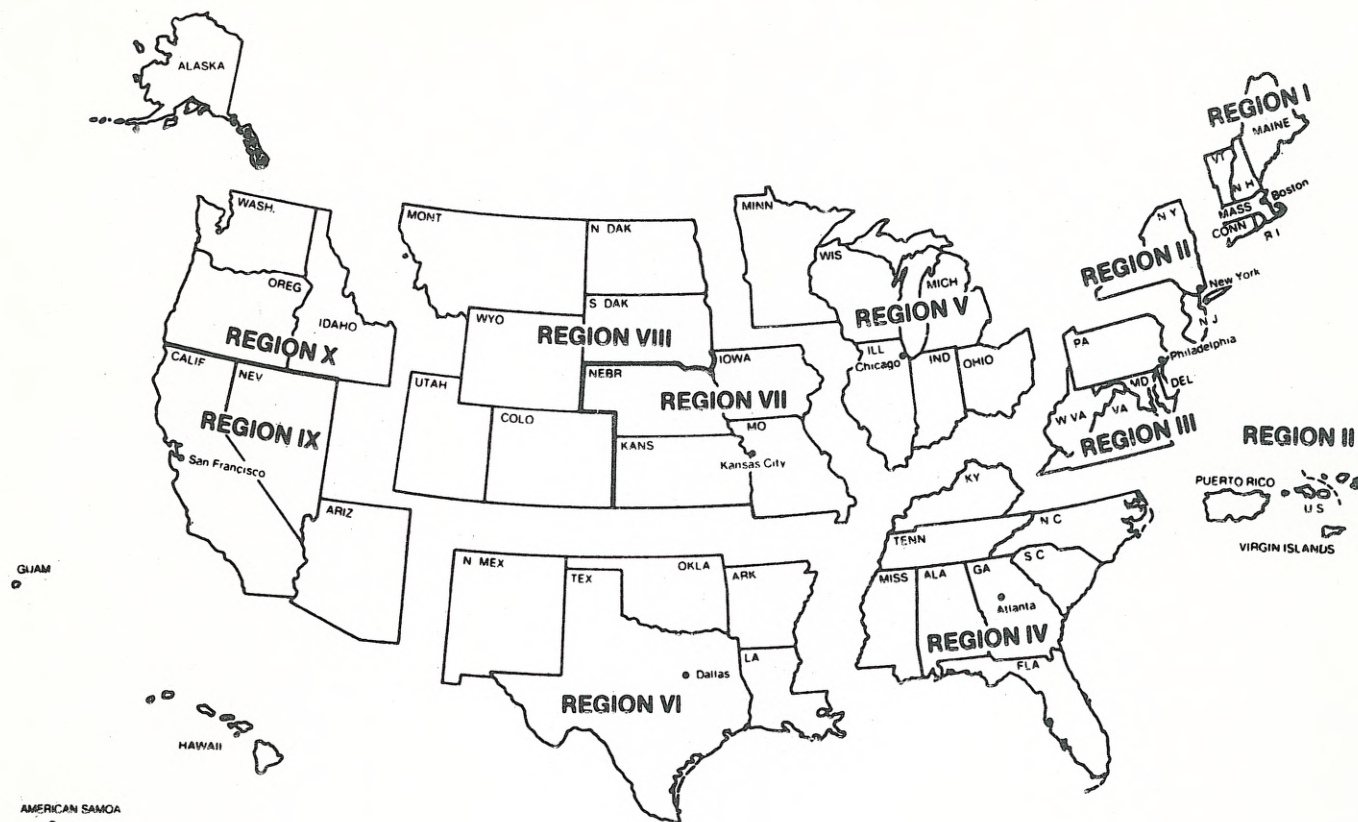 ALASKA
REGION I
MAINE
VT
N H
Boston
MASS
CONN
R I
WASH.
MONT
N DAK
MINN
N Y
WIS
MICH
REGION II
New York
N J
OREG
S DAK
REGION V
IDAHO
WYO
REGION VIII
REGION X
PA
Philadelphia
CALIF
NEV
UTAH
NEBR
IOWA
ILL
Chicago
IND
OHIO
MD
DEL
REGION VII
COLO
W VA
VA
REGION III
REGION II
REGION IX
KANS
MO
Kansas City
San Francisco
KY
PUERTO RICO
U S
VIRGIN ISLANDS
ARIZ
N C
TENN
S C
GUAM
N MEX
TEX
OKLA
ARK
MISS
ALA
GA
Atlanta
REGION IV
LA
FLA
Dallas
REGION VI
HAWAII
AMERICAN SAMOA